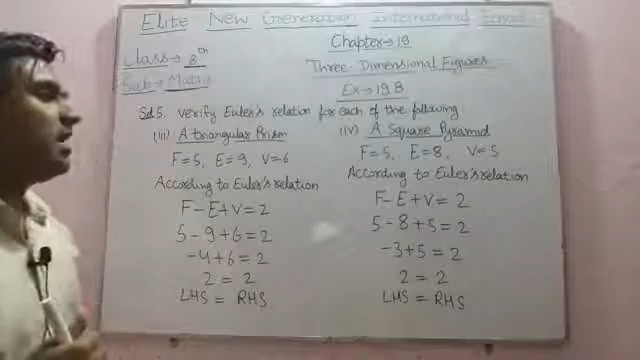 Elite New Generation International School
Class→ 8th
Sub→ Maths
Chapter→19
Three-Dimensional Figures
Ex→19B
Sol 5. Verify Euler's relation for each of the following
(iii) A triangular Prism
F=5, E=9, V=6
According to Euler's relation
F-E+V=2
5-9+6=2
-4+6=2
2=2
LHS = RHS
(iv) A Square Pyramid
F=5, E=8, V=5
According to Euler's relation
F-E+V=2
5-8+5=2
-3+5=2
2=2
LHS = RHS